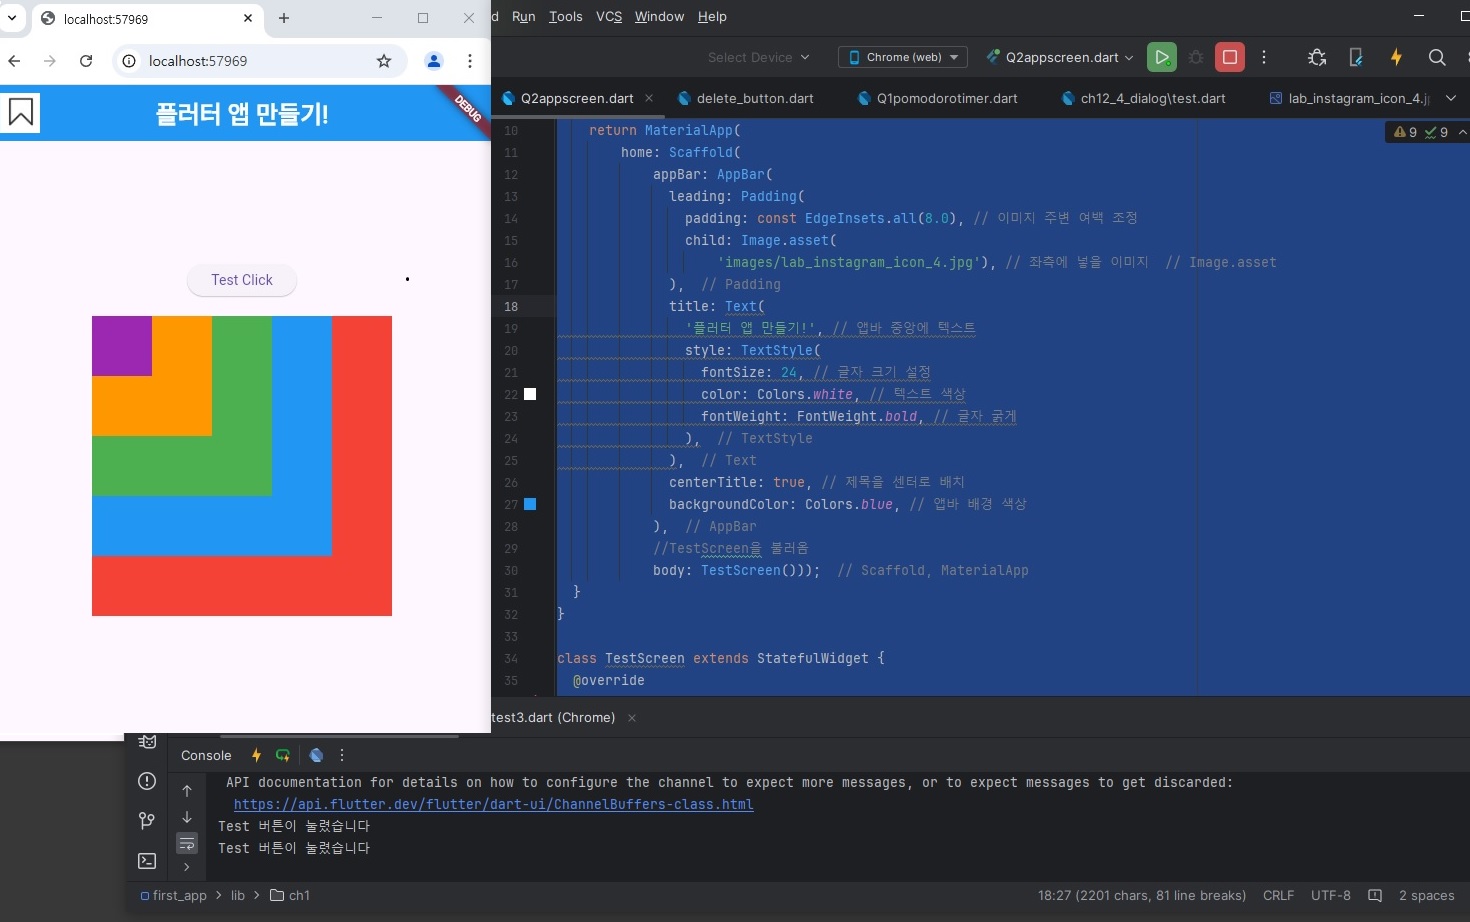 localhost:57969
localhost:57969
플러터 앱 만들기!
DEBUG
Test Click
d Run Tools VCS Window Help
Select Device Chrome (web) Q2appscreen.dart
Q2appscreen.dart delete_button.dart Q1pomodorotimer.dart ch12_4_dialog\test.dart lab_instagram_icon_4.j
9 9
10 return MaterialApp(
11 home: Scaffold(
12 appBar: AppBar(
13 leading: Padding(
14 padding: const EdgeInsets.all(8.0), // 이미지 주변 여백 조정
15 child: Image.asset(
16 'images/lab_instagram_icon_4.jpg'), // 좌측에 넣을 이미지 // Image.asset
17 ), // Padding
18 title: Text(
19 '플러터 앱 만들기!', // 앱바 중앙에 텍스트
20 style: TextStyle(
21 fontSize: 24, // 글자 크기 설정
22 color: Colors.white, // 텍스트 색상
23 fontWeight: FontWeight.bold, // 글자 굵게
24 ), // TextStyle
25 ), // Text
26 centerTitle: true, // 제목을 센터로 배치
27 backgroundColor: Colors.blue, // 앱바 배경 색상
28 ), // AppBar
29 //TestScreen을 불러옴
30 body: TestScreen())); // Scaffold, MaterialApp
31 }
32 }
33
34 class TestScreen extends StatefulWidget {
35 @override
test3.dart (Chrome)
Console
API documentation for details on how to configure the channel to expect more messages, or to expect messages to get discarded:
https://api.flutter.dev/flutter/dart-ui/ChannelBuffers-class.html
Test 버튼이 눌렸습니다
Test 버튼이 눌렸습니다
first_app > lib > ch1 18:27 (2201 chars, 81 line breaks) CRLF UTF-8 2 spaces